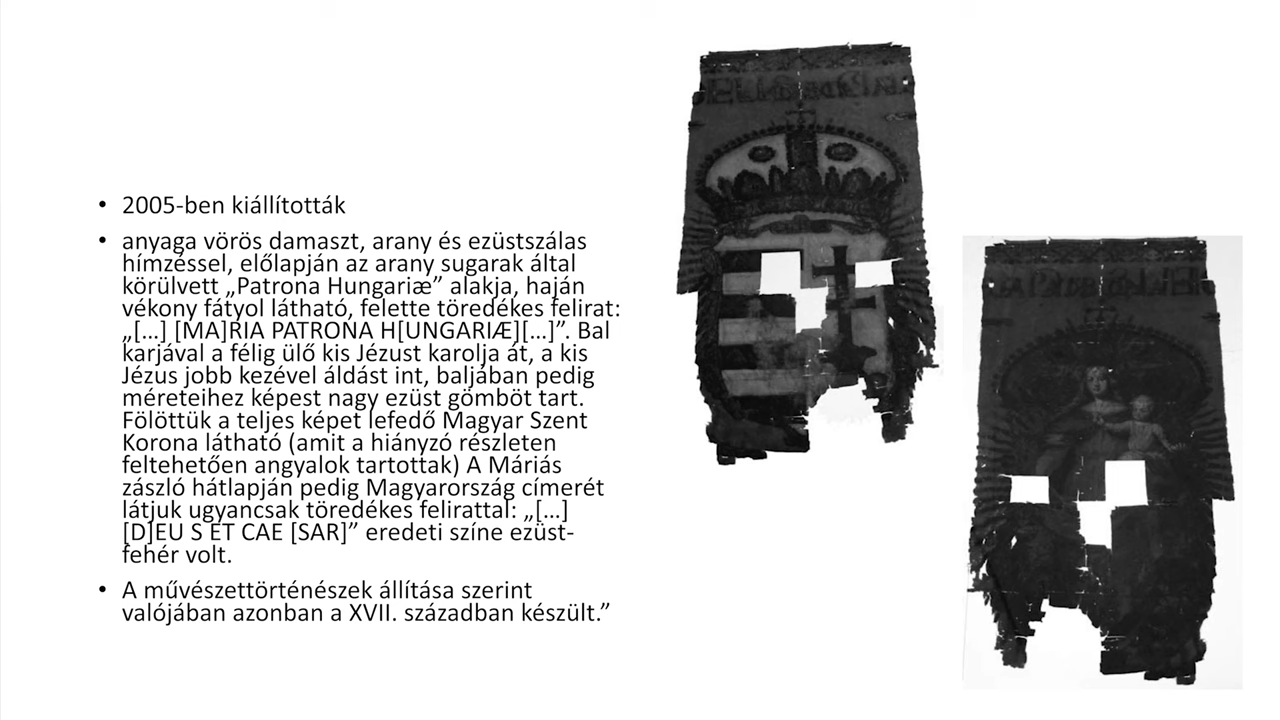 • 2005-ben kiállították
• anyaga vörös damaszt, arany és ezüstszálas
hímzéssel, előlapján az arany sugarak által
körülvett „Patrona Hungariæ” alakja, haján
vékony fátyol látható, felette töredékes felirat:
„[…] [MA]RIA PATRONA H[UNGARIÆ][…]”. Bal
karjával a félig ülő kis Jézust karolja át, a kis
Jézus jobb kezével áldást int, baljában pedig
méreteihez képest nagy ezüst gömböt tart.
Fölöttük a teljes képet lefedő Magyar Szent
Korona látható (amit a hiányzó részleten
feltehetően angyalok tartottak) A Máriás
zászló hátlapján pedig Magyarország címerét
látjuk ugyancsak töredékes felirattal: „[…]
[D]EU S ET CAE [SAR]” eredeti színe ezüst-
fehér volt.
• A művészettörténészek állítása szerint
valójában azonban a XVII. században készült.”